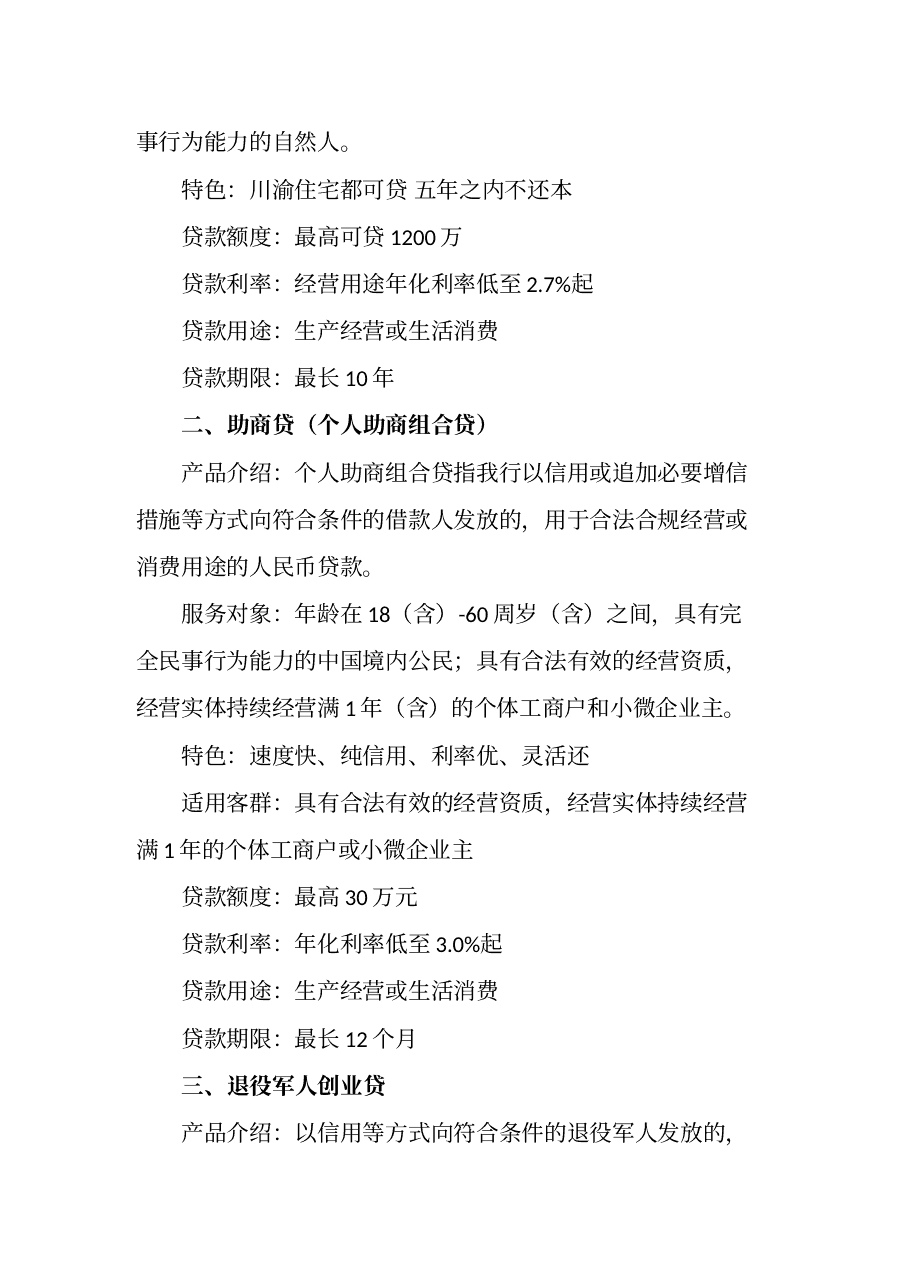 事行为能力的自然人。
特色：川渝住宅都可贷 五年之内不还本
贷款额度：最高可贷 1200 万
贷款利率：经营用途年化利率低至 2.7%起
贷款用途：生产经营或生活消费
贷款期限：最长 10 年
二、助商贷（个人助商组合贷）
产品介绍：个人助商组合贷指我行以信用或追加必要增信
措施等方式向符合条件的借款人发放的，用于合法合规经营或
消费用途的人民币贷款。
服务对象：年龄在 18（含）-60 周岁（含）之间，具有完
全民事行为能力的中国境内公民；具有合法有效的经营资质，
经营实体持续经营满 1 年（含）的个体工商户和小微企业主。
特色：速度快、纯信用、利率优、灵活还
适用客群：具有合法有效的经营资质，经营实体持续经营
满 1 年的个体工商户或小微企业主
贷款额度：最高 30 万元
贷款利率：年化利率低至 3.0%起
贷款用途：生产经营或生活消费
贷款期限：最长 12 个月
三、退役军人创业贷
产品介绍：以信用等方式向符合条件的退役军人发放的，